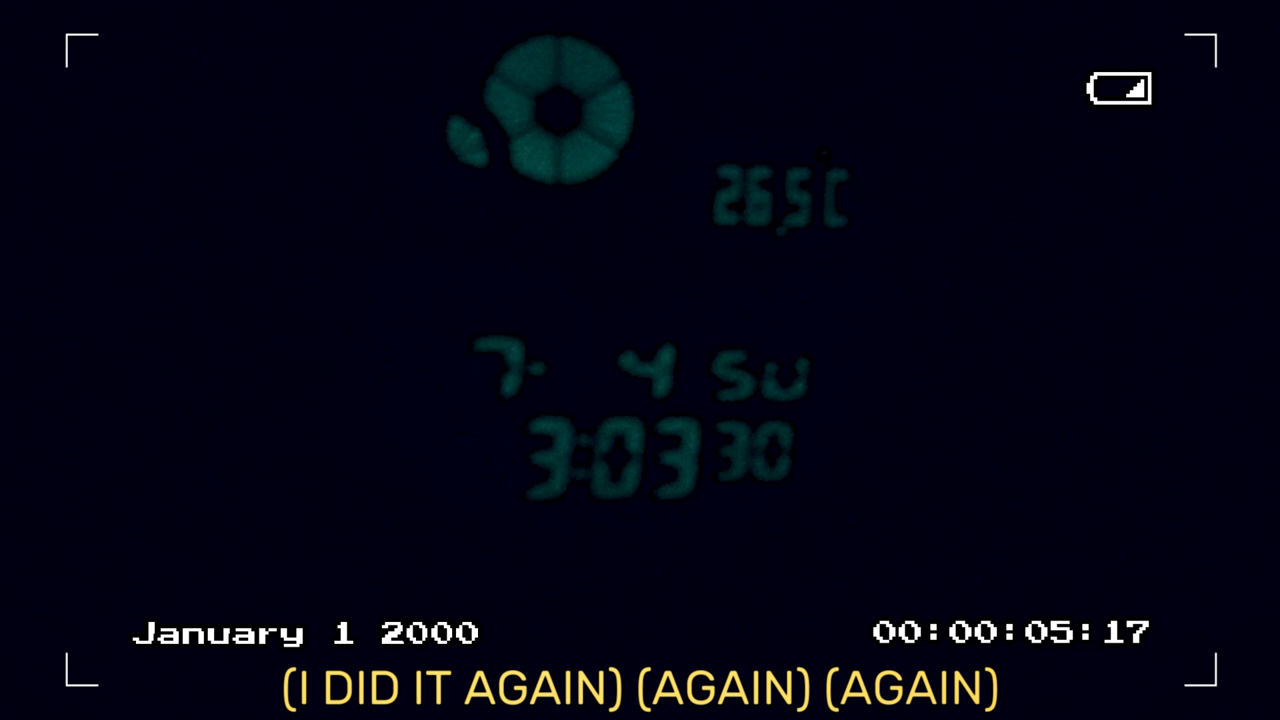 26,5°C
7- 4 SU
3:03 30
January 1 2000
00:00:05:17
(I DID IT AGAIN) (AGAIN) (AGAIN)